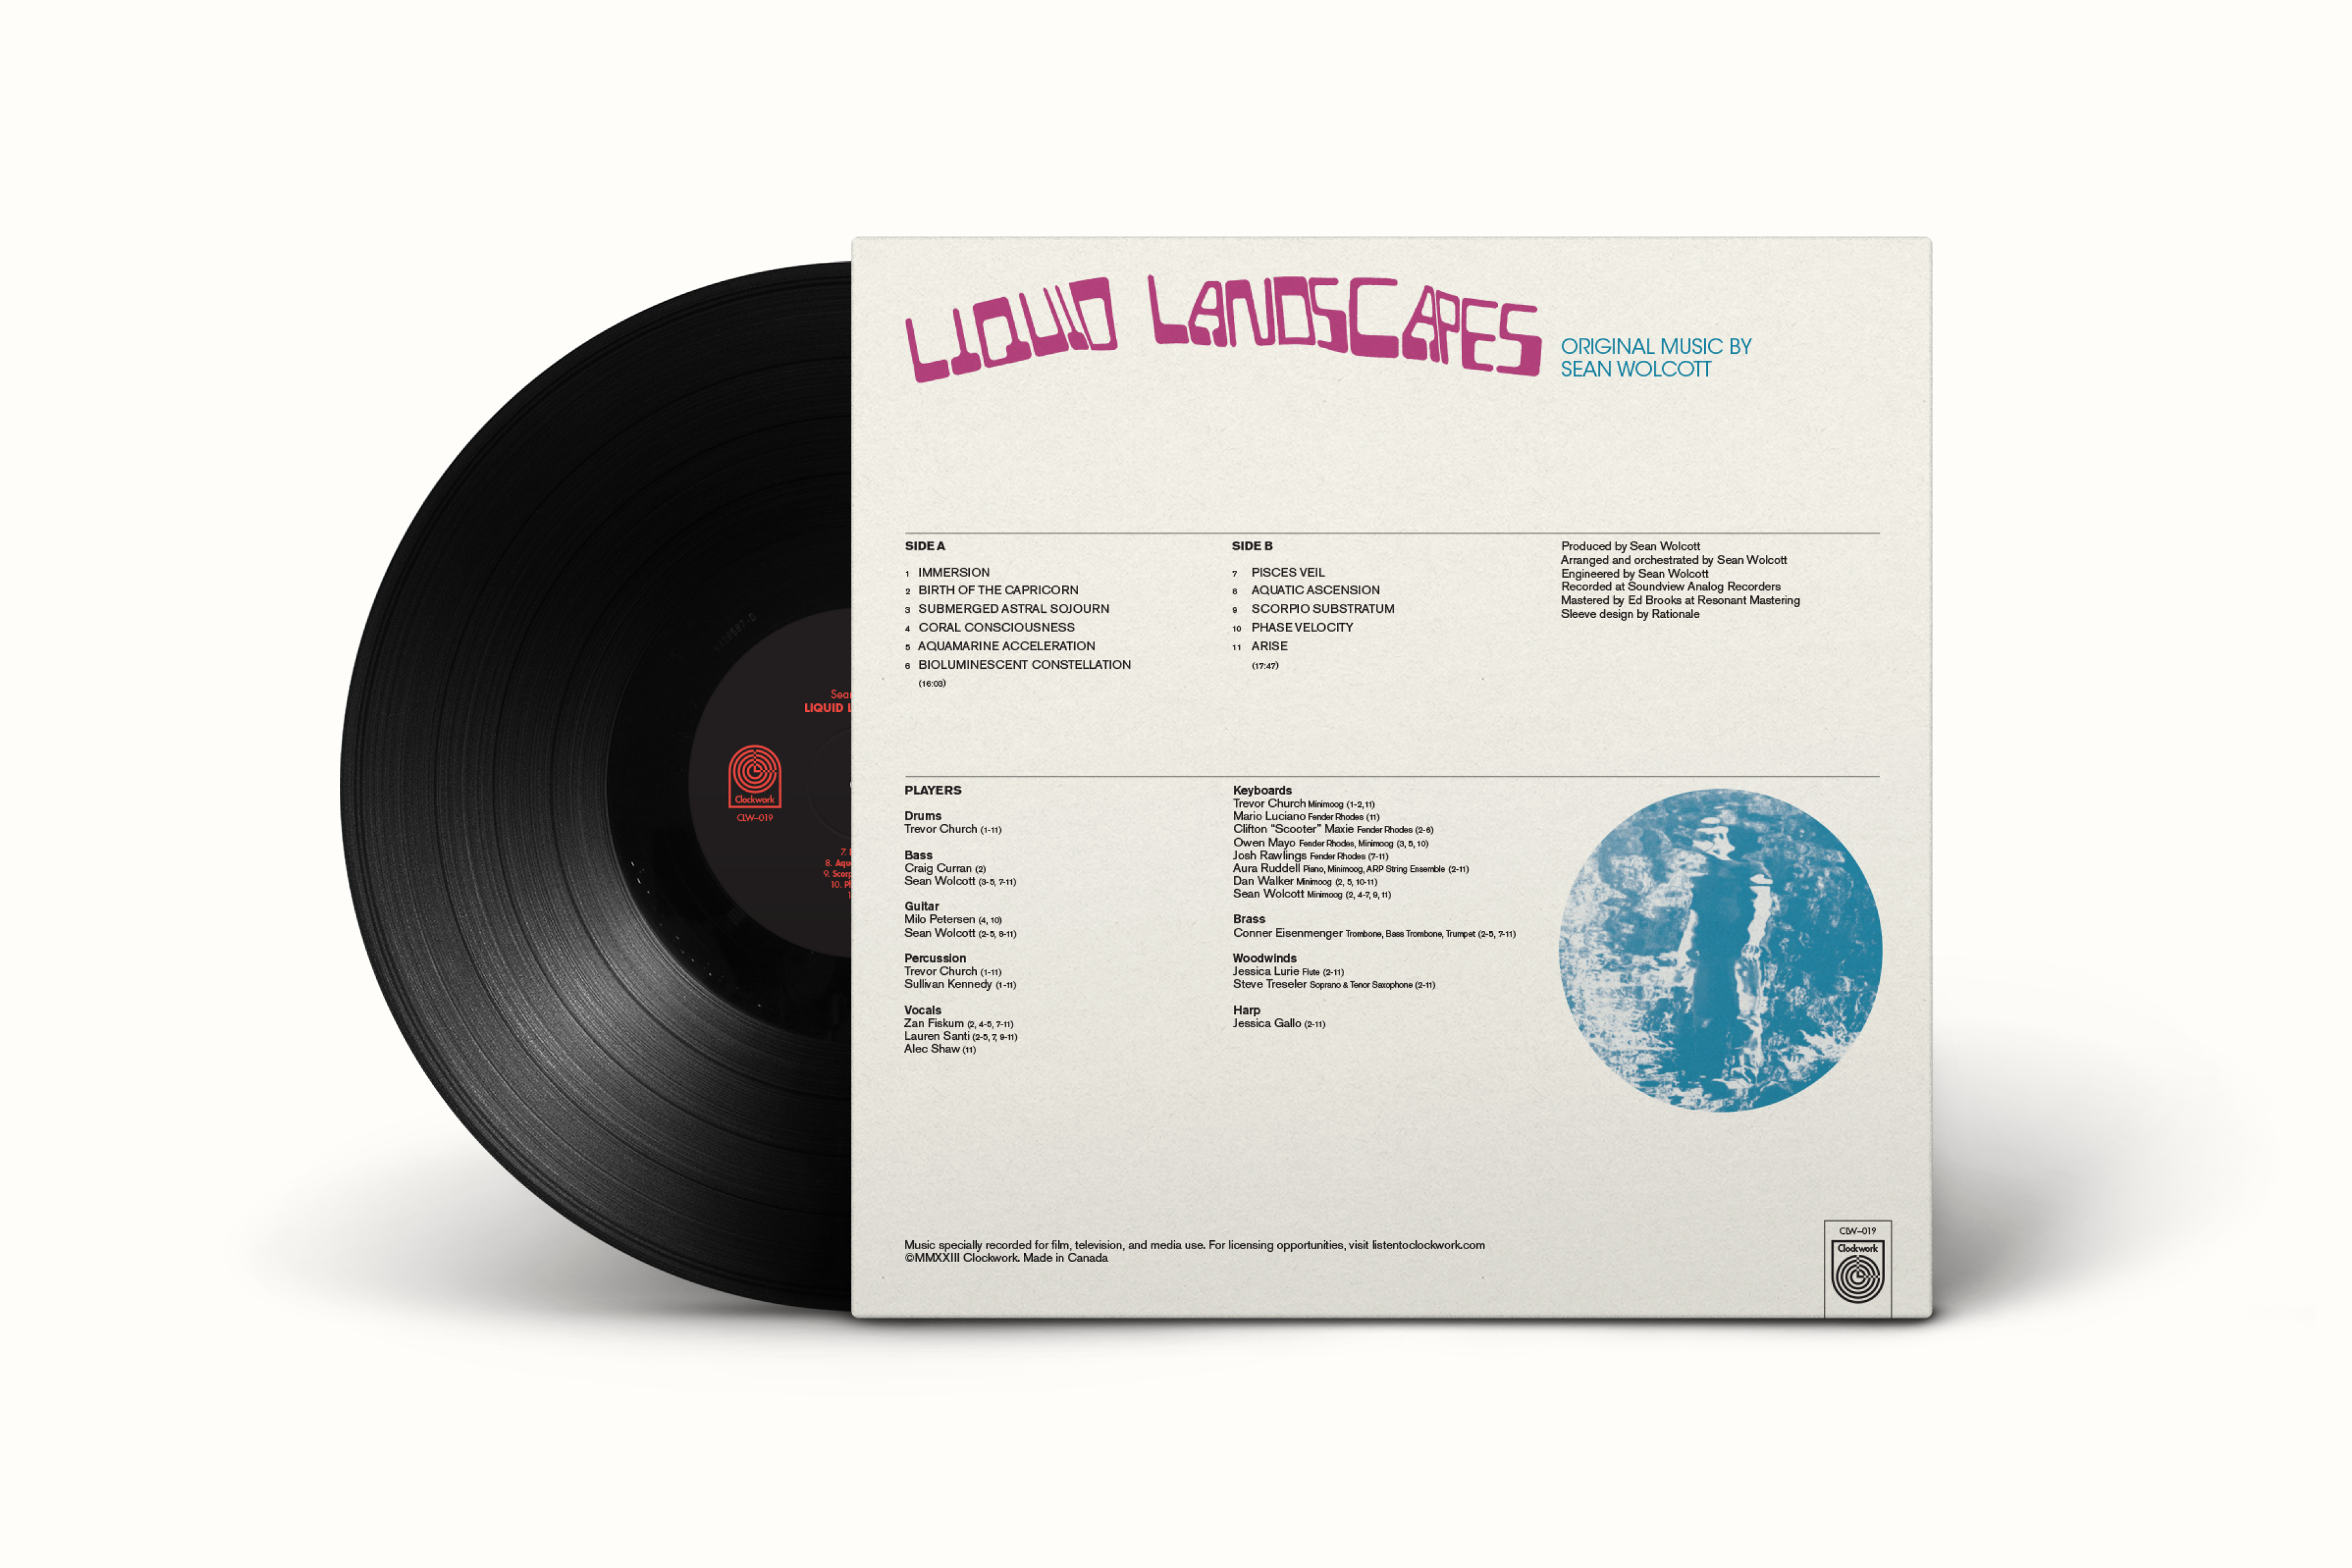 LIQUID LANDSCAPES
ORIGINAL MUSIC BY
SEAN WOLCOTT
SIDE A
1 IMMERSION
2 BIRTH OF THE CAPRICORN
3 SUBMERGED ASTRAL SOJOURN
4 CORAL CONSCIOUSNESS
5 AQUAMARINE ACCELERATION
6 BIOLUMINESCENT CONSTELLATION
(16:03)
SIDE B
7 PISCES VEIL
8 AQUATIC ASCENSION
9 SCORPIO SUBSTRATUM
10 PHASE VELOCITY
11 ARISE
(17:47)
Produced by Sean Wolcott
Arranged and orchestrated by Sean Wolcott
Engineered by Sean Wolcott
Recorded at Soundview Analog Recorders
Mastered by Ed Brooks at Resonant Mastering
Sleeve design by Rationale
PLAYERS
Drums
Trevor Church (1-11)
Bass
Craig Curran (2)
Sean Wolcott (3-5, 7-11)
Guitar
Milo Petersen (4, 10)
Sean Wolcott (2-5, 8-11)
Percussion
Trevor Church (1-11)
Sullivan Kennedy (1-11)
Vocals
Zan Fiskum (2, 4-5, 7-11)
Lauren Santi (2-5, 7, 9-11)
Alec Shaw (11)
Keyboards
Trevor Church Minimoog (1-2, 11)
Mario Luciano Fender Rhodes (11)
Clifton “Scooter” Maxie Fender Rhodes (2-6)
Owen Mayo Fender Rhodes, Minimoog (3, 5, 10)
Josh Rawlings Fender Rhodes (7-11)
Aura Ruddell Piano, Minimoog, ARP String Ensemble (2-11)
Dan Walker Minimoog (2, 5, 10-11)
Sean Wolcott Minimoog (2, 4-7, 9, 11)
Brass
Conner Eisenmenger Trombone, Bass Trombone, Trumpet (2-5, 7-11)
Woodwinds
Jessica Lurie Flute (2-11)
Steve Treseler Soprano & Tenor Saxophone (2-11)
Harp
Jessica Gallo (2-11)
Music specially recorded for film, television, and media use. For licensing opportunities, visit listentoclockwork.com
©MMXXIII Clockwork. Made in Canada
CLW–019
Clockwork
LIQUID
Clockwork
CLW–019
7.
8.
9.
10.